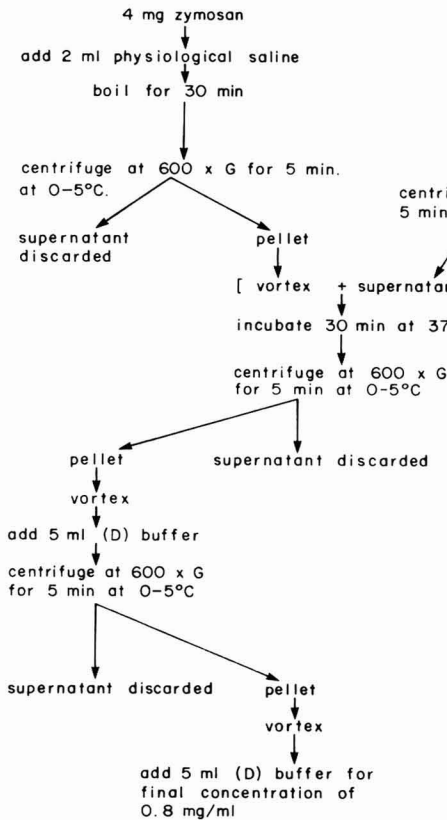 4 mg zymosan
add 2 ml physiological saline
boil for 30 min
centrifuge at 600 x G for 5 min.
at 0-5°C.
supernatant
discarded
pellet
5 min
[ vortex + supernatan
incubate 30 min at 37
centrifuge at 600 x G
for 5 min at 0-5°C
pellet
supernatant discarded
vortex
add 5 ml (D) buffer
centrifuge at 600 x G
for 5 min at 0-5°C
supernatant discarded
pellet
vortex
add 5 ml (D) buffer for
final concentration of
0.8 mg/ml